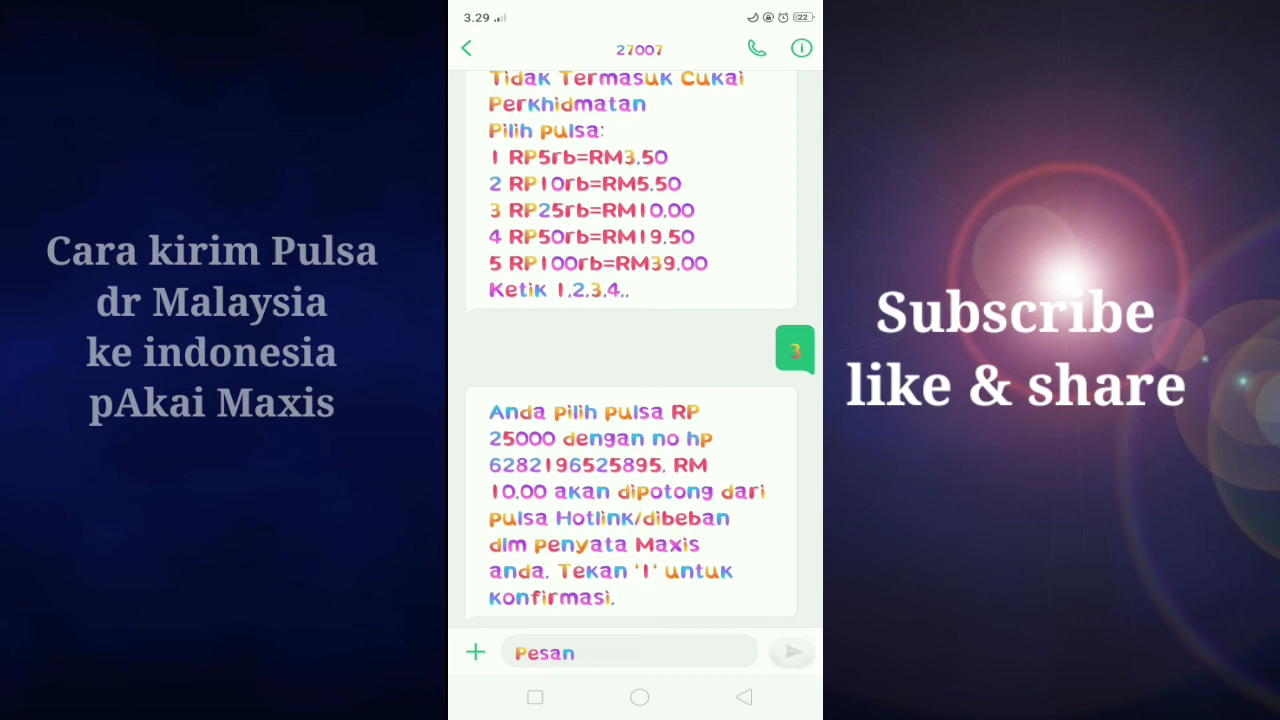 Cara kirim Pulsa
dr Malaysia
ke indonesia
pAkai Maxis
3.29
22
27007
Tidak Termasuk Cukai
Perkhidmatan
Pilih pulsa:
1 RP5rb=RM3.50
2 RP10rb=RM5.50
3 RP25rb=RM10.00
4 RP50rb=RM19.50
5 RP100rb=RM39.00
Ketik 1,2,3,4,.
3
Anda pilih pulsa RP
25000 dengan no hp
6282196525895. RM
10.00 akan dipotong dari
pulsa Hotlink/dibeban
dlm penyata Maxis
anda. Tekan '1' untuk
konfirmasi.
Pesan
Subscribe
like & share